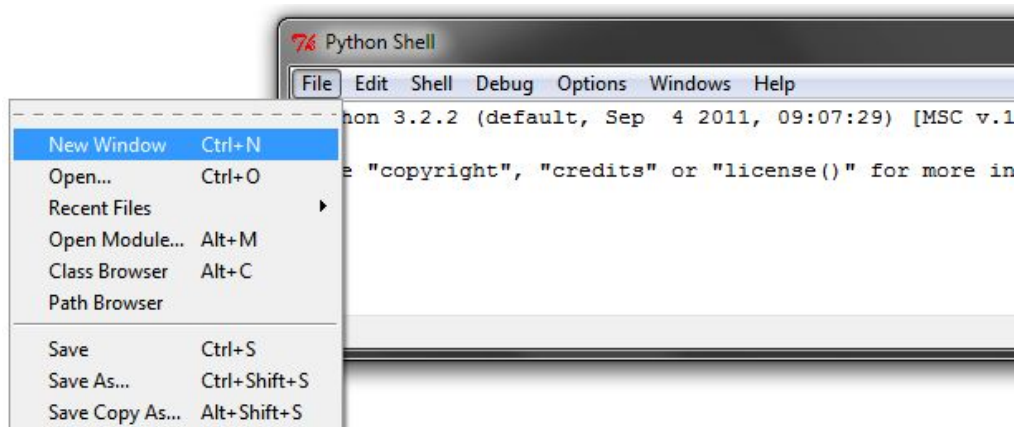 Python Shell
File Edit Shell Debug Options Windows Help
hon 3.2.2 (default, Sep 4 2011, 09:07:29) [MSC v.1
"copyright", "credits" or "license()" for more in
New Window Ctrl+N
Open... Ctrl+O
Recent Files
Open Module... Alt+M
Class Browser Alt+C
Path Browser
Save Ctrl+S
Save As... Ctrl+Shift+S
Save Copy As... Alt+Shift+S